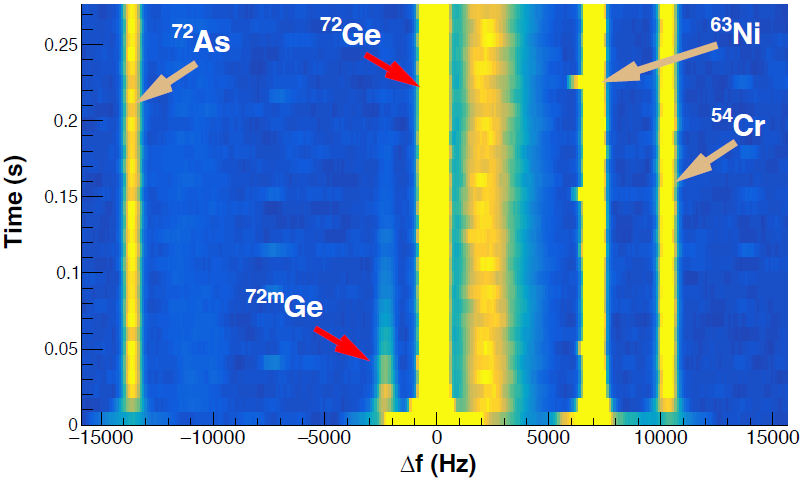 ⁷²As
⁷²Ge
⁶³Ni
⁵⁴Cr
⁷²ᵐGe
Time (s)
0.25
0.2
0.15
0.1
0.05
0
−15000 −10000 −5000 0 5000 10000 15000
Δf (Hz)